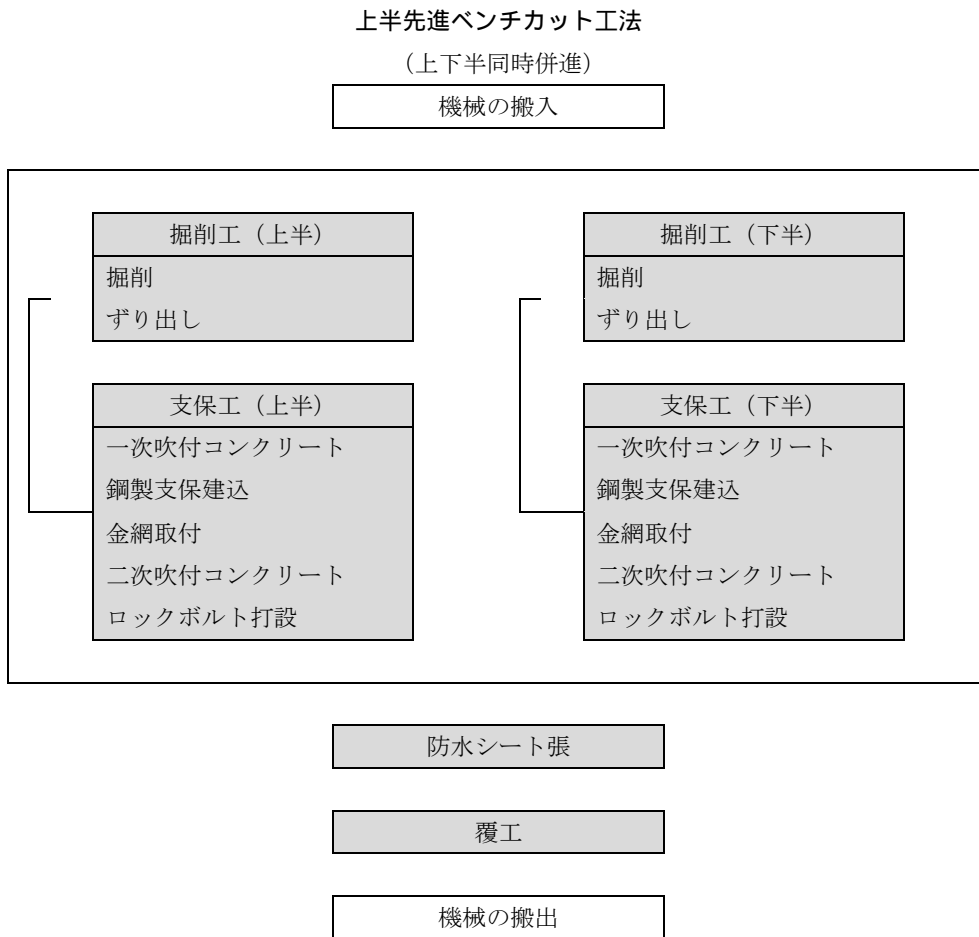 上半先進ベンチカット工法
（上下半同時併進）
機械の搬入
掘削工（上半）
掘削
ずり出し
支保工（上半）
一次吹付コンクリート
鋼製支保建込
金網取付
二次吹付コンクリート
ロックボルト打設
掘削工（下半）
掘削
ずり出し
支保工（下半）
一次吹付コンクリート
鋼製支保建込
金網取付
二次吹付コンクリート
ロックボルト打設
防水シート張
覆工
機械の搬出